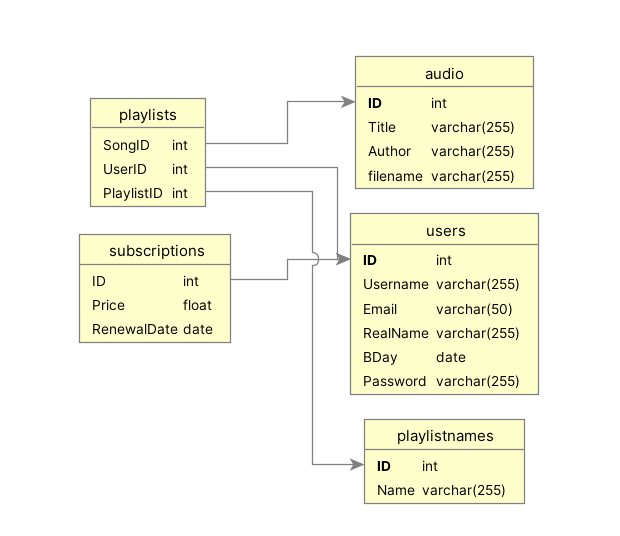 playlists
SongID int
UserID int
PlaylistID int
subscriptions
ID int
Price float
RenewalDate date
audio
ID int
Title varchar(255)
Author varchar(255)
filename varchar(255)
users
ID int
Username varchar(255)
Email varchar(50)
RealName varchar(255)
BDay date
Password varchar(255)
playlistnames
ID int
Name varchar(255)